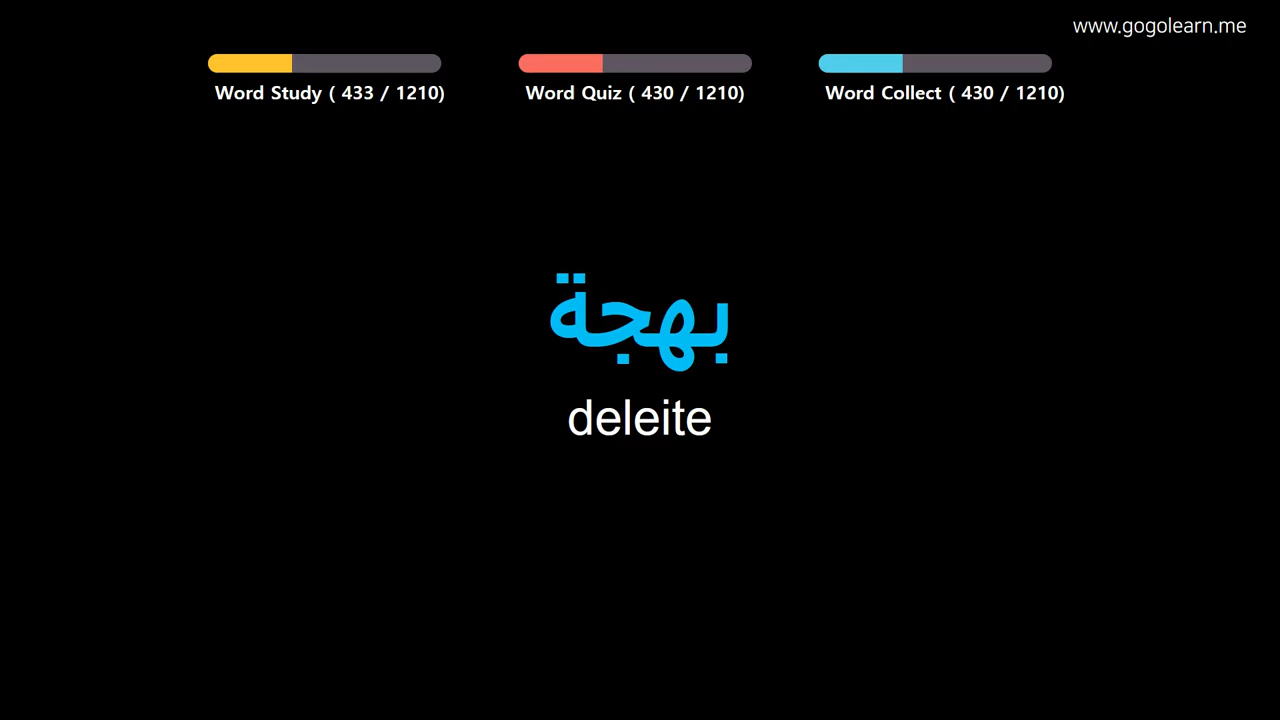 www.gogolearn.me
Word Study ( 433 / 1210)
Word Quiz ( 430 / 1210)
Word Collect ( 430 / 1210)
بهجة
deleite